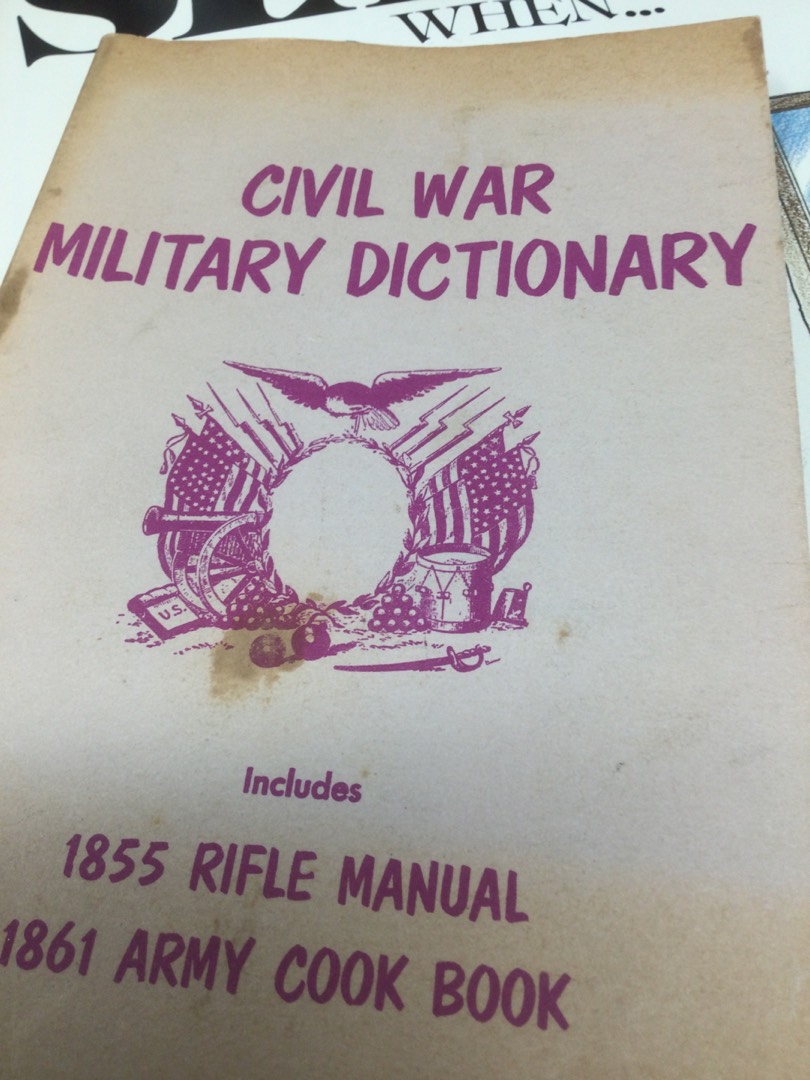 WHEN...
CIVIL WAR
MILITARY DICTIONARY
U.S.
Includes
1855 RIFLE MANUAL
1861 ARMY COOK BOOK